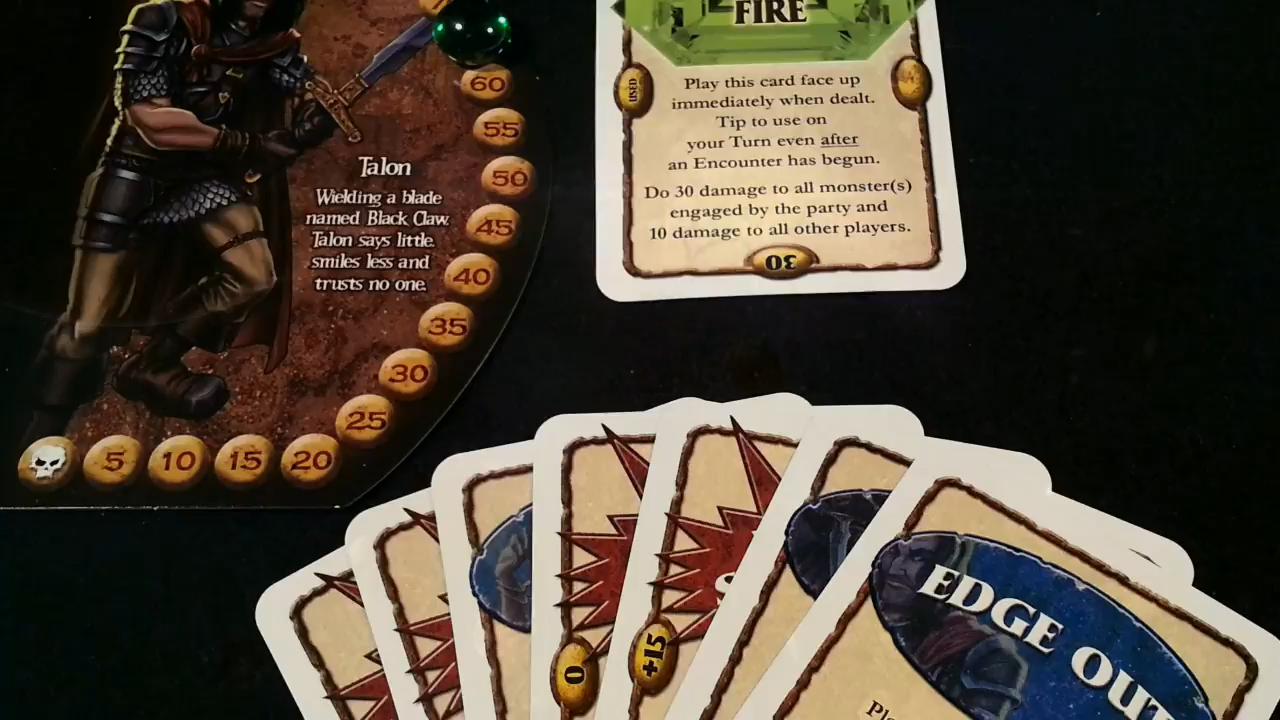 FIRE
USED
Play this card face up
immediately when dealt.
Tip to use on
your Turn even after
an Encounter has begun.
Do 30 damage to all monster(s)
engaged by the party and
10 damage to all other players.
30
Talon
Wielding a blade
named Black Claw.
Talon says little,
smiles less and
trusts no one.
60
55
50
45
40
35
30
25
20
15
10
5
0
+15
S
EDGE OUT
Pl